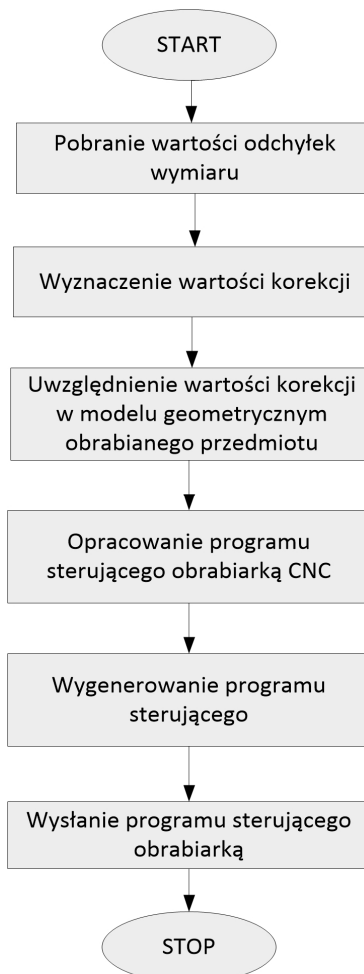 START
Pobranie wartości odchyłek
wymiaru
Wyznaczenie wartości korekcji
Uwzględnienie wartości korekcji
w modelu geometrycznym
obrabianego przedmiotu
Opracowanie programu
sterującego obrabiarką CNC
Wygenerowanie programu
sterującego
Wysłanie programu sterującego
obrabiarką
STOP